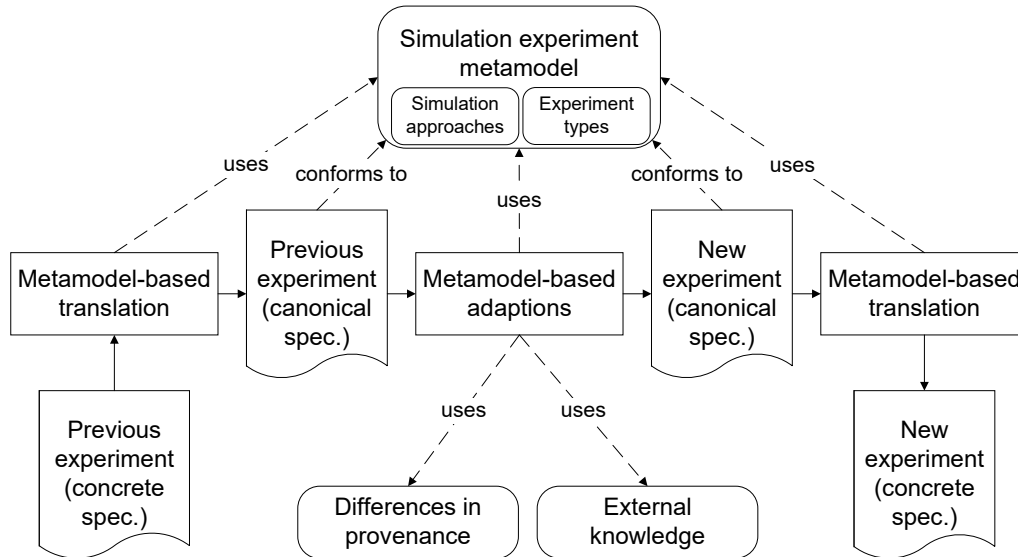 Simulation experiment
metamodel
Simulation
approaches
Experiment
types
uses
conforms to
uses
conforms to
uses
Metamodel-based
translation
Previous
experiment
(canonical
spec.)
Metamodel-based
adaptions
New
experiment
(canonical
spec.)
Metamodel-based
translation
Previous
experiment
(concrete
spec.)
uses
uses
New
experiment
(concrete
spec.)
Differences in
provenance
External
knowledge